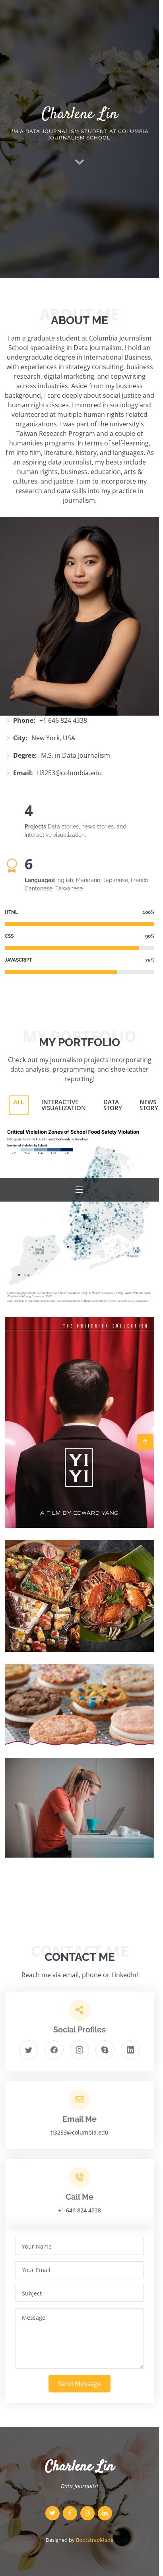 Charlene Lin
I'M A DATA JOURNALISM STUDENT AT COLUMBIA
JOURNALISM SCHOOL.
ABOUT ME
ABOUT ME
I am a graduate student at Columbia Journalism
School specializing in Data Journalism. I hold an
undergraduate degree in International Business,
with experiences in strategy consulting, business
research, digital marketing, and art modeling
across industries. Aside from my business
background, I care deeply about social justice and
human rights issues. I immersed in sociology and
volunteered at multiple human rights abroad
organizations. I was part of the university's
Taiwan Research Program and a couple of
humanities programs. In terms of self-learning,
I'm into film, literature, history, and languages. As
an aspiring data journalist, my beats include
human rights, business, education, arts &
cultures, and justice. I aim to incorporate my
research and data skills into my practice in
journalism.
Phone: +1 646 824 4338
City: New York, USA
Degree: M.S. in Data Journalism
Email: tl3253@columbia.edu
4
Projects Data stories, news stories, and
interactive visualization
6
LanguagesEnglish, Mandarin, Japanese, French,
Cantonese, Taiwanese
HTML 100%
CSS 90%
JAVASCRIPT 75%
MY PORTFOLIO
MY PORTFOLIO
Check out my journalism projects incorporating
data analysis, programming, and shoe-leather
reporting!
ALL
INTERACTIVE
VISUALIZATION
DATA
STORY
NEWS
STORY
Critical Violation Zones of School Food Safety Violation
Number of Violation by School
THE CRITERION COLLECTION
YI
YI
A FILM BY EDWARD YANG
CONTACT ME
CONTACT ME
Reach me via email, phone or LinkedIn!
Social Profiles
Email Me
tl3253@columbia.edu
Call Me
+1 646 824 4338
Your Name
Your Email
Subject
Message
Send Message
Charlene Lin
Data Journalist
Designed by BootstrapMade